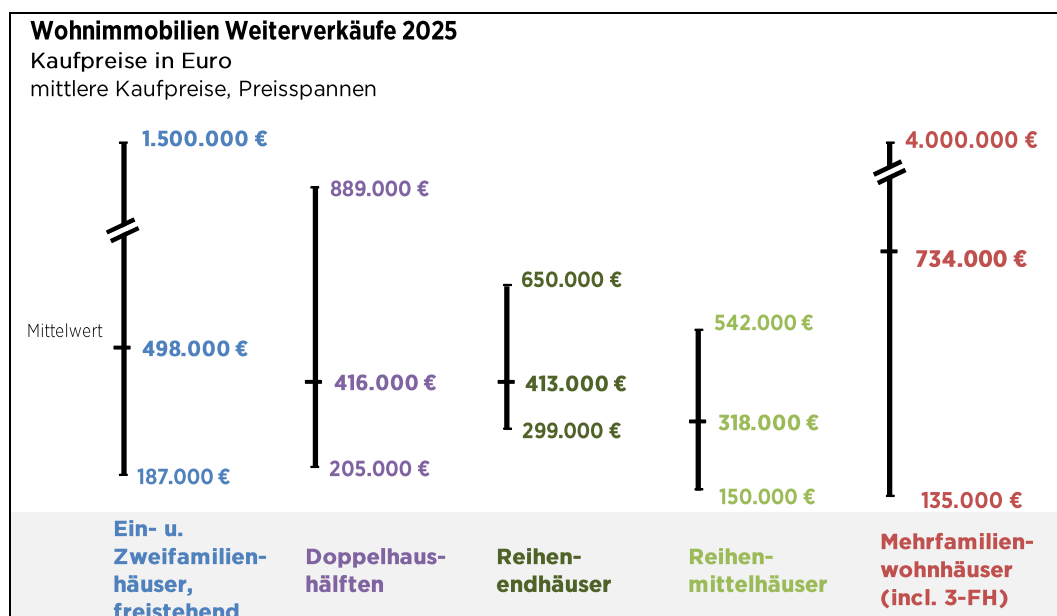 Wohnimmobilien Weiterverkäufe 2025
Kaufpreise in Euro
mittlere Kaufpreise, Preisspannen
1.500.000 €
4.000.000 €
889.000 €
734.000 €
650.000 €
542.000 €
Mittelwert
498.000 €
416.000 €
413.000 €
318.000 €
299.000 €
187.000 €
205.000 €
150.000 €
135.000 €
Ein- u.
Zweifamilien-
häuser,
freistehend
Doppelhaus-
hälften
Reihen-
endhäuser
Reihen-
mittelhäuser
Mehrfamilien-
wohnhäuser
(incl. 3-FH)